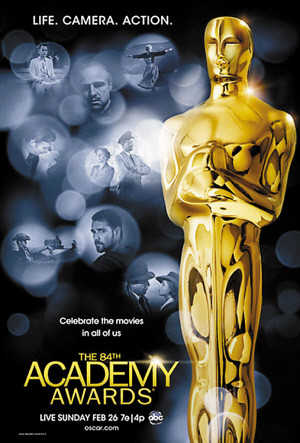 LIFE. CAMERA. ACTION.
Celebrate the movies
in all of us
THE 84TH
ACADEMY
AWARDS
LIVE SUNDAY FEB 26 7e|4p abc
oscar.com